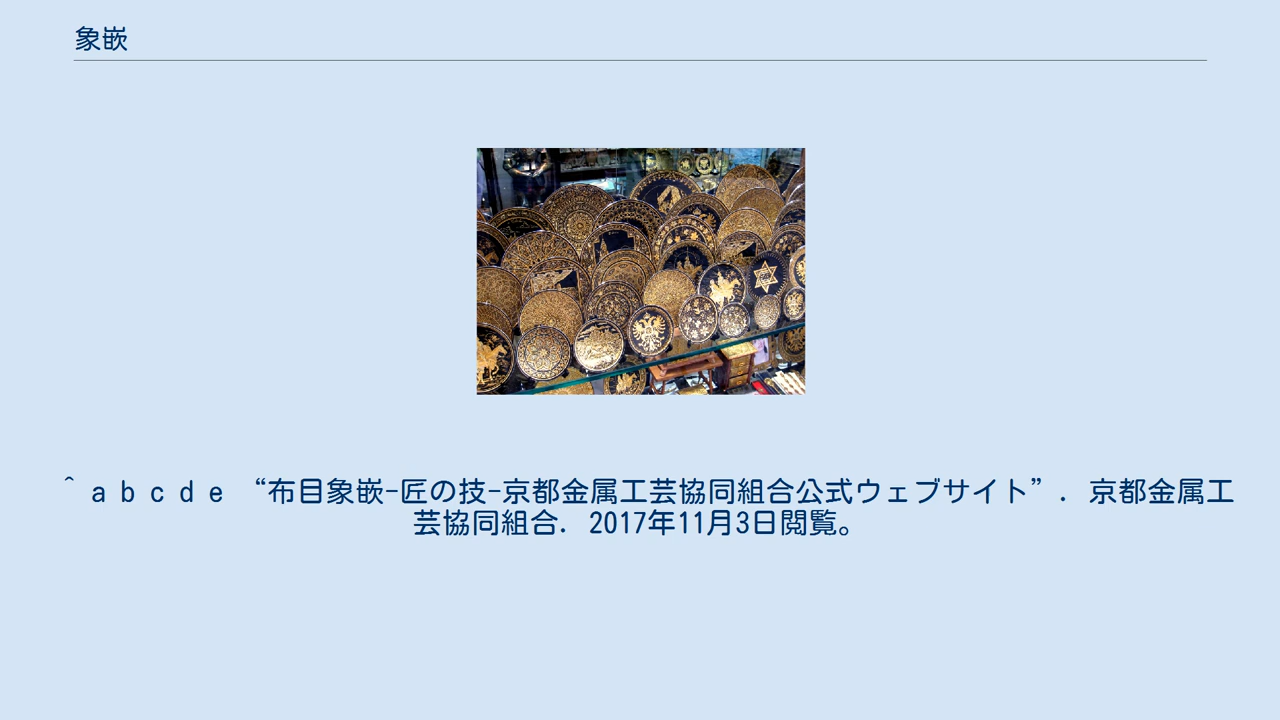 象嵌
^ a b c d e “布目象嵌-匠の技-京都金属工芸協同組合公式ウェブサイト”. 京都金属工
芸協同組合. 2017年11月3日閲覧。